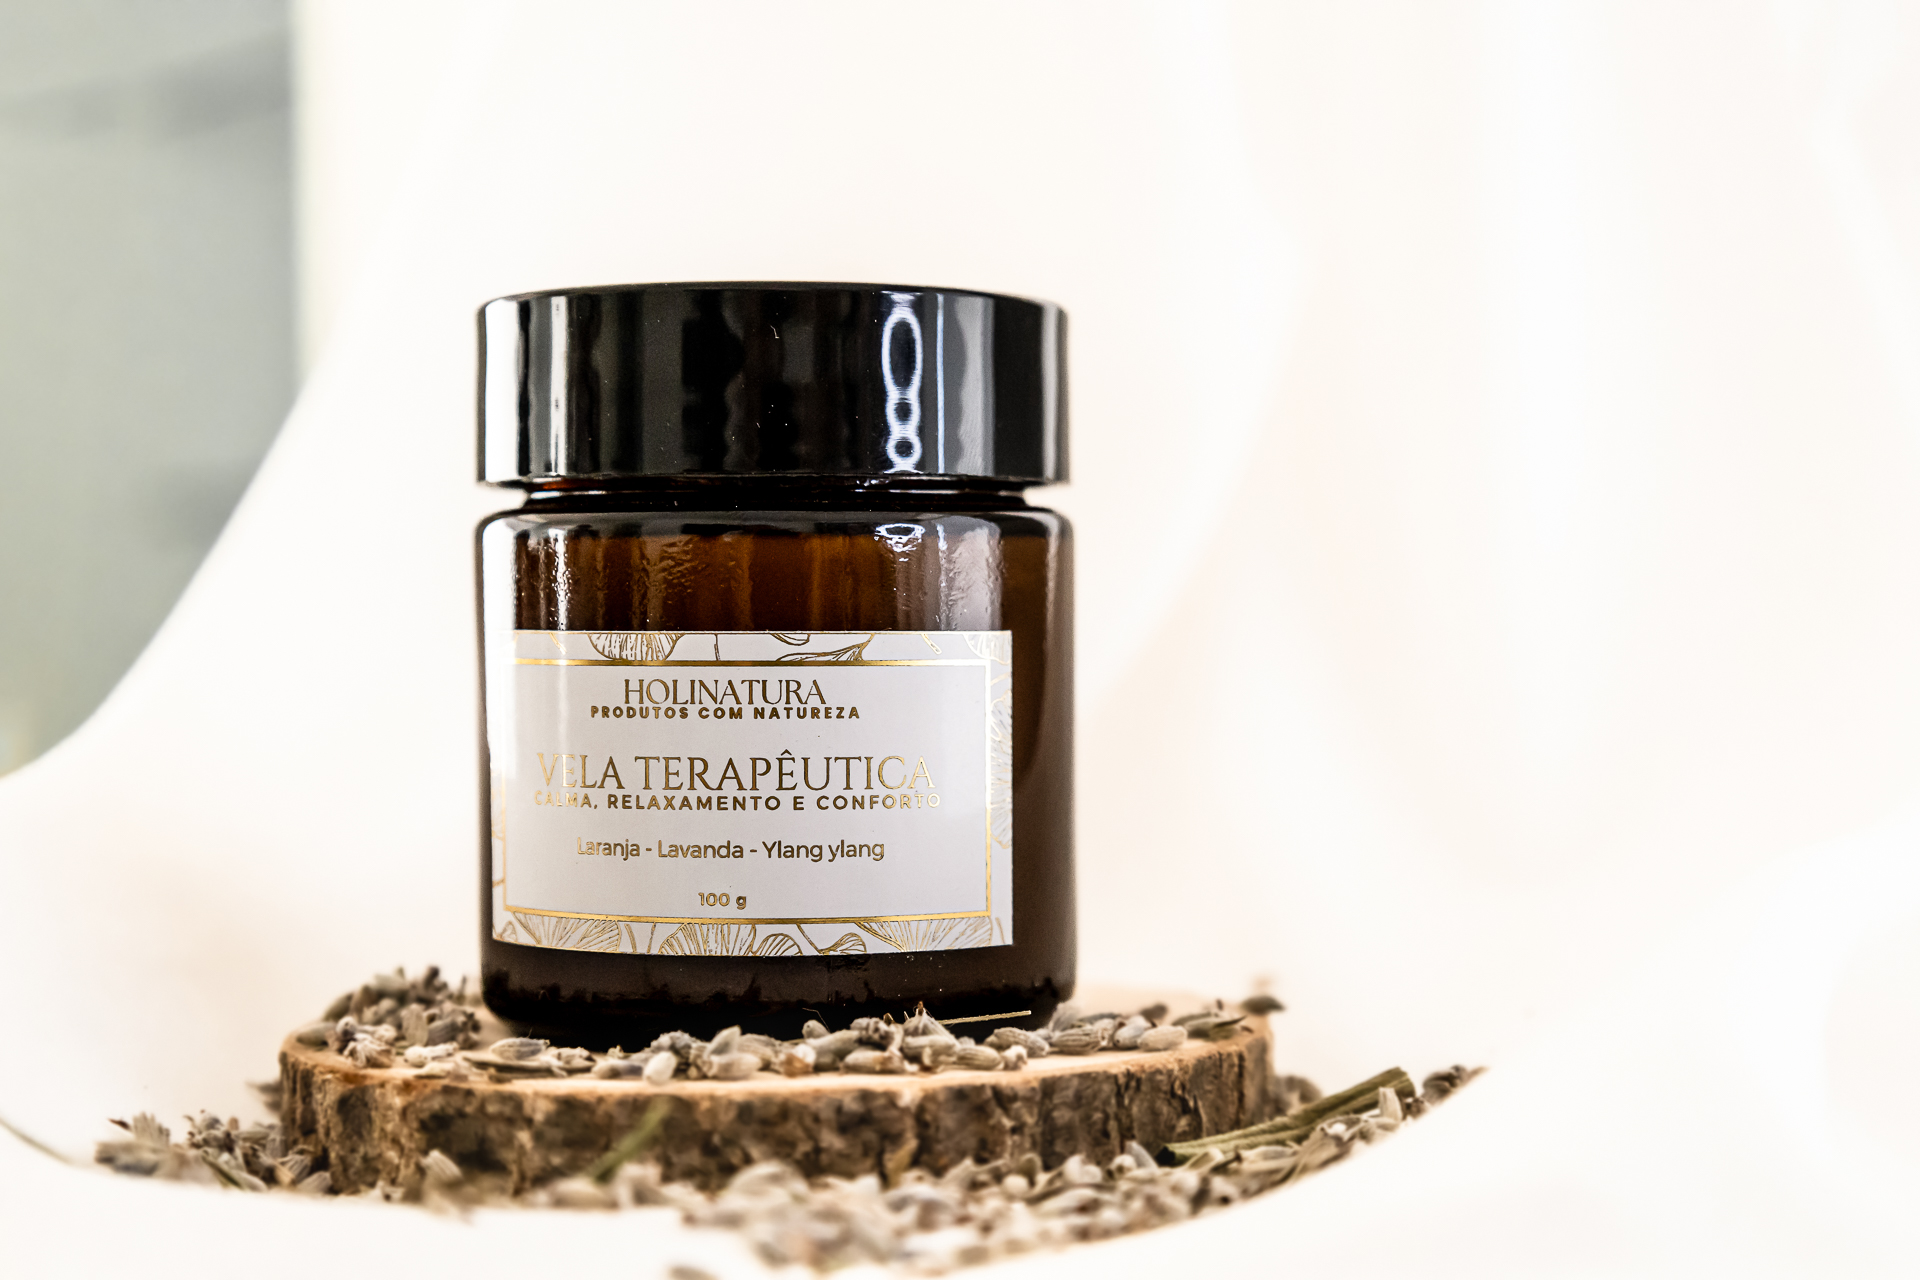 HOLINATURA
PRODUTOS COM NATUREZA
VELA TERAPÊUTICA
CALMA, RELAXAMENTO E CONFORTO
Laranja - Lavanda - Ylang ylang
100 g